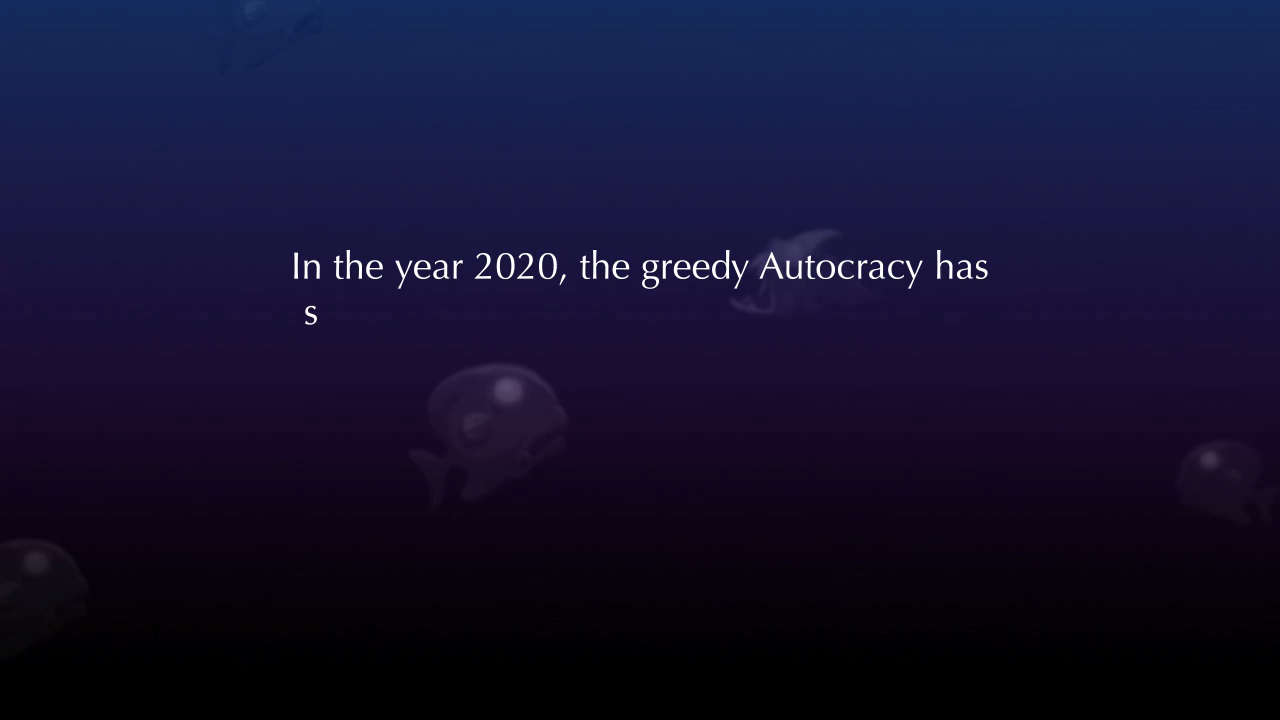 In the year 2020, the greedy Autocracy has
s